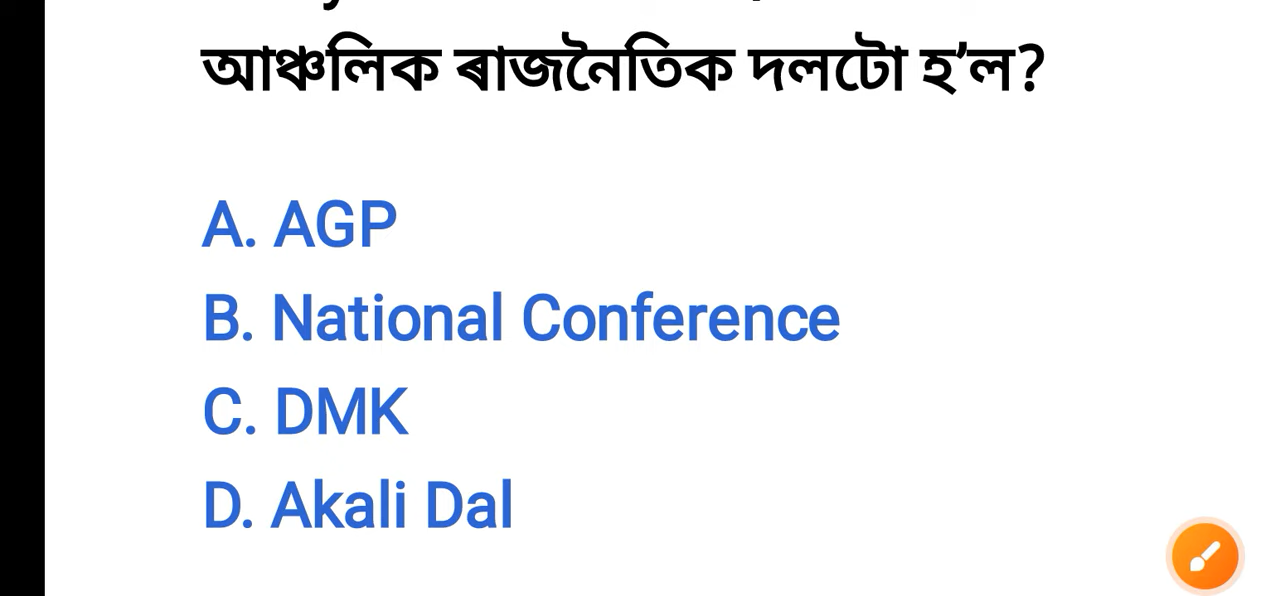 আঞ্চলিক ৰাজনৈতিক দলটো হ’ল?
A. AGP
B. National Conference
C. DMK
D. Akali Dal